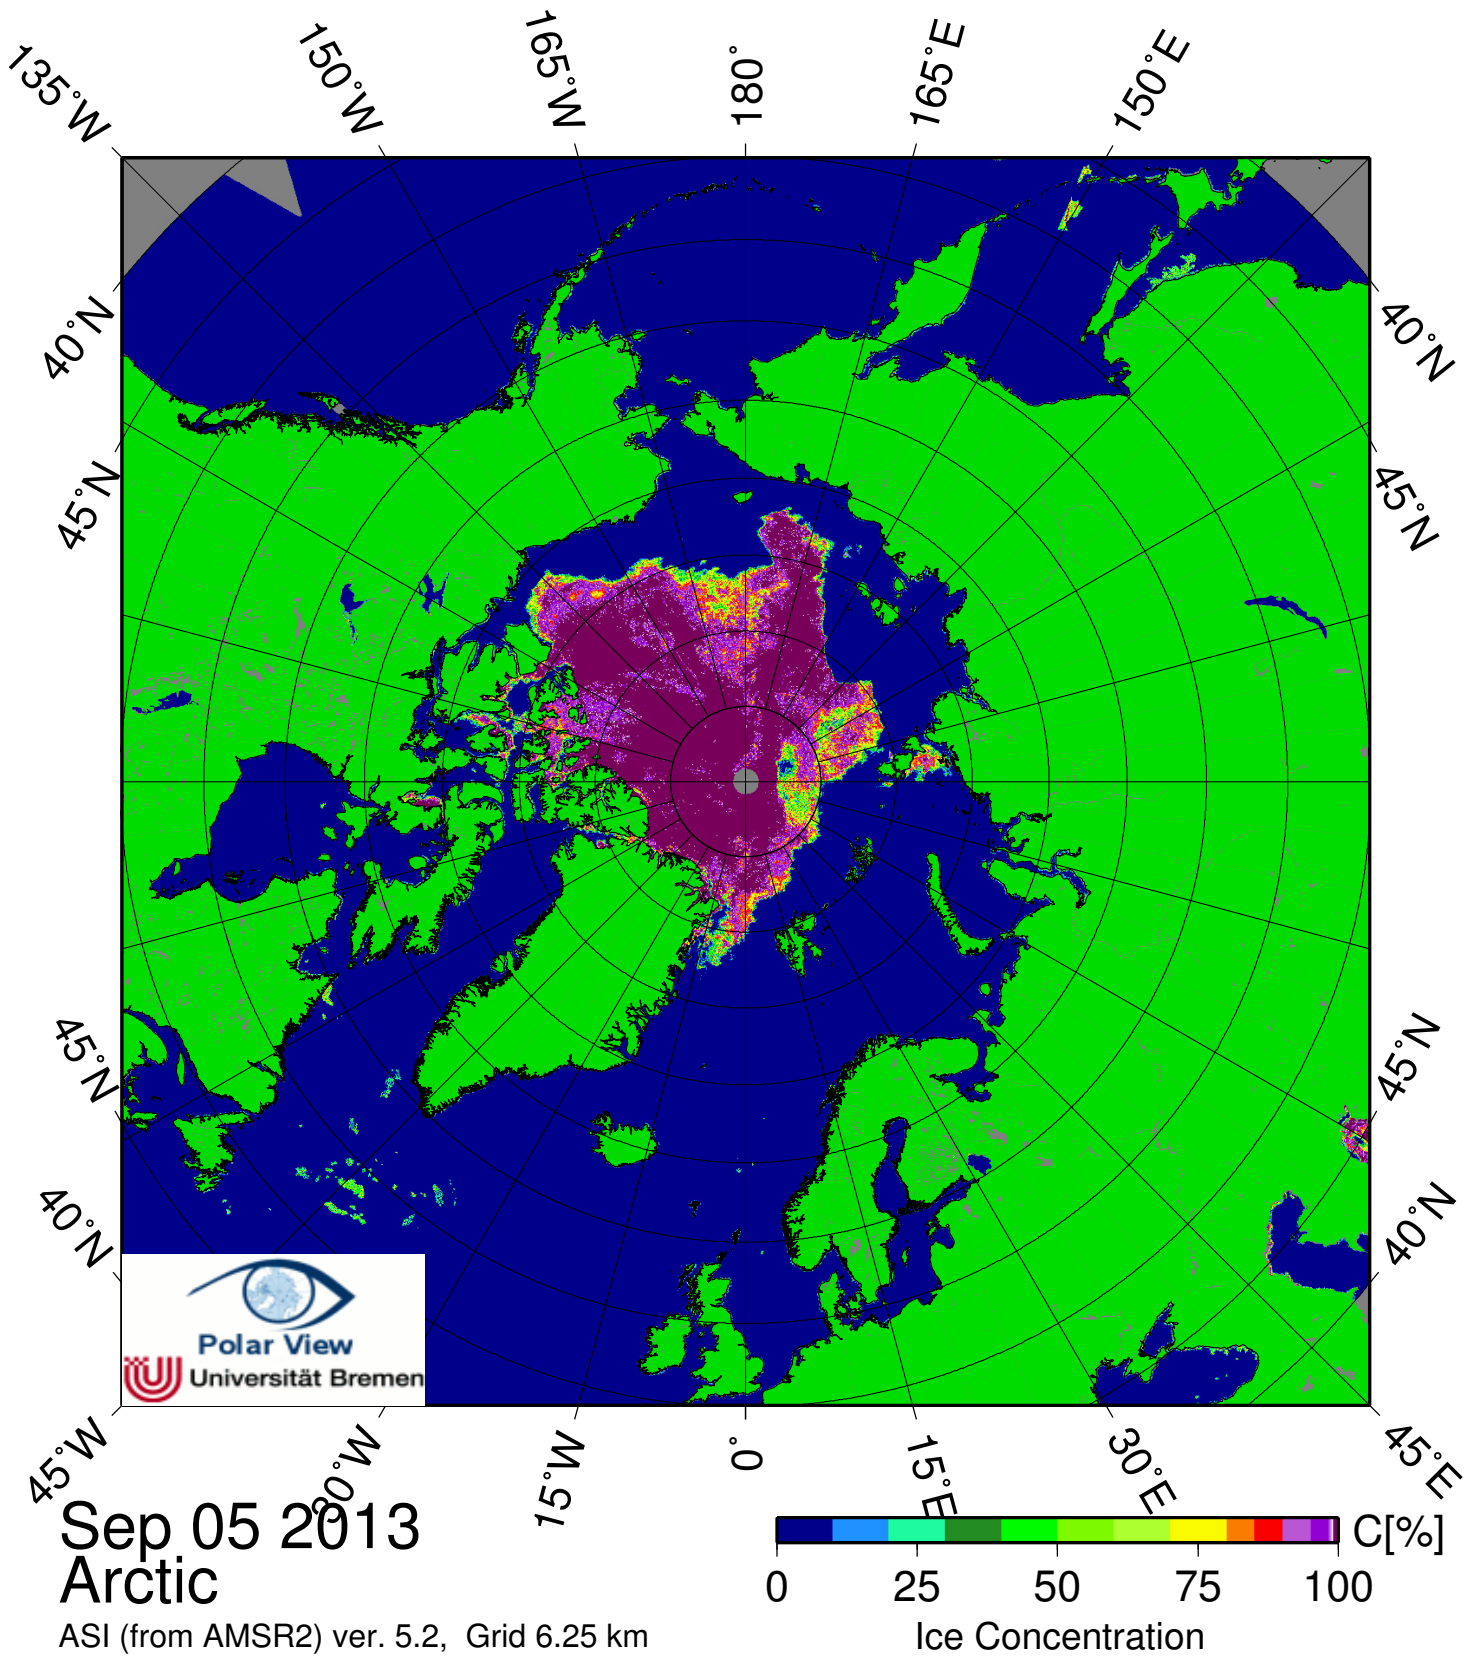 135°W
150°W
165°W
180°
165°E
150°E
40°N
40°N
45°N
45°N
45°N
45°N
40°N
40°N
Polar View
Universität Bremen
45°W
30°W
15°W
0°
15°E
30°E
45°E
Sep 05 2013
Arctic
ASI (from AMSR2) ver. 5.2, Grid 6.25 km
C[%]
0 25 50 75 100
Ice Concentration